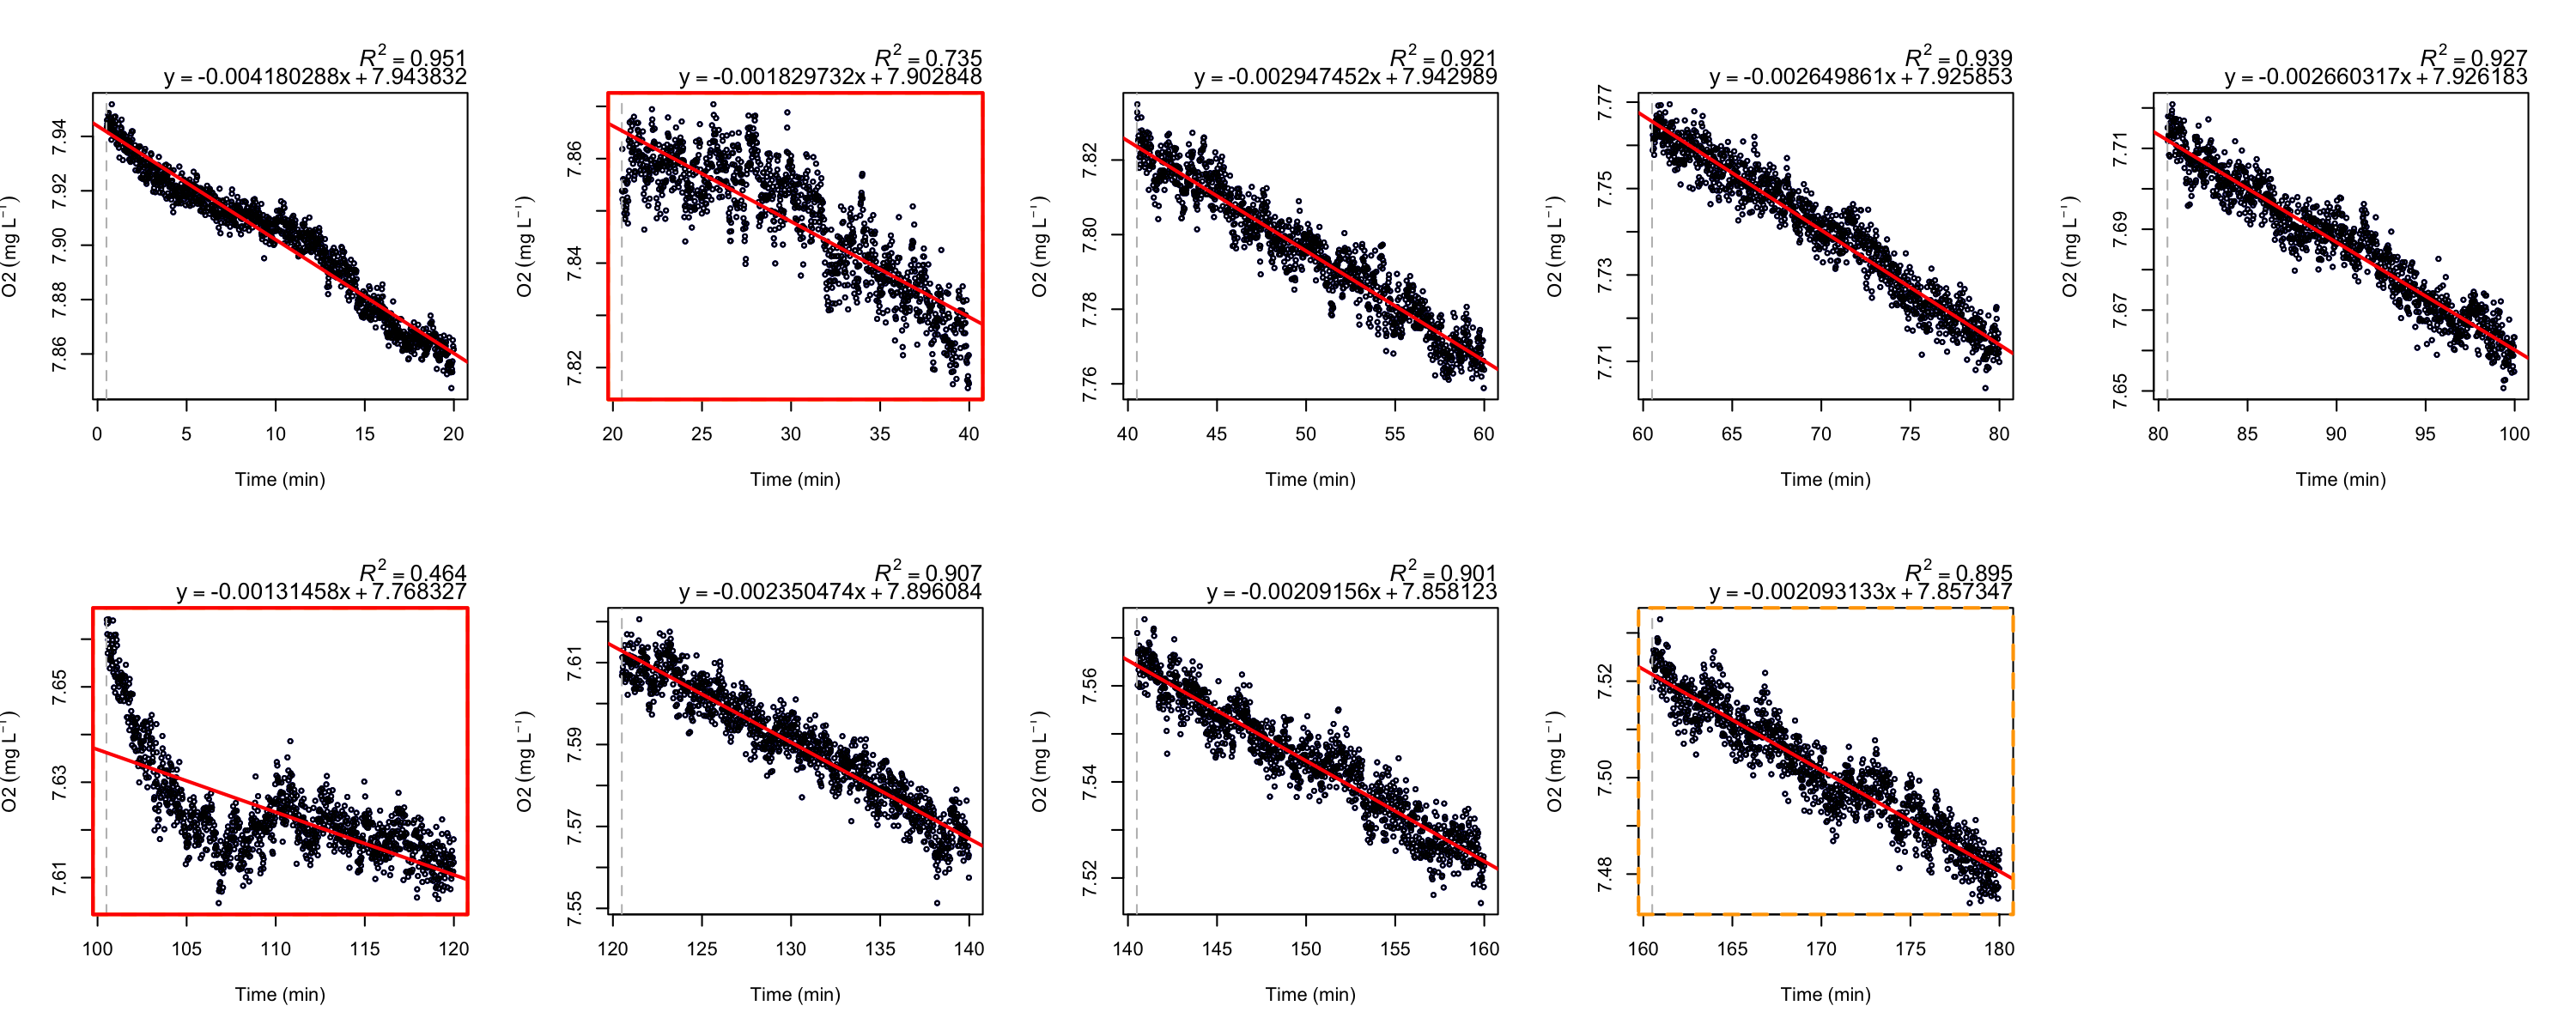 R² = 0.951
y = -0.004180288x + 7.943832
O2 (mg L⁻¹)
7.94
7.92
7.90
7.88
7.86
0 5 10 15 20
Time (min)
R² = 0.735
y = -0.001829732x + 7.902848
O2 (mg L⁻¹)
7.86
7.84
7.82
20 25 30 35 40
Time (min)
R² = 0.921
y = -0.002947452x + 7.942989
O2 (mg L⁻¹)
7.82
7.80
7.78
7.76
40 45 50 55 60
Time (min)
R² = 0.939
y = -0.002649861x + 7.925853
O2 (mg L⁻¹)
7.77
7.75
7.73
7.71
60 65 70 75 80
Time (min)
R² = 0.927
y = -0.002660317x + 7.926183
O2 (mg L⁻¹)
7.71
7.69
7.67
7.65
80 85 90 95 100
Time (min)
R² = 0.464
y = -0.00131458x + 7.768327
O2 (mg L⁻¹)
7.65
7.63
7.61
100 105 110 115 120
Time (min)
R² = 0.907
y = -0.002350474x + 7.896084
O2 (mg L⁻¹)
7.61
7.59
7.57
7.55
120 125 130 135 140
Time (min)
R² = 0.901
y = -0.00209156x + 7.858123
O2 (mg L⁻¹)
7.56
7.54
7.52
140 145 150 155 160
Time (min)
R² = 0.895
y = -0.002093133x + 7.857347
O2 (mg L⁻¹)
7.52
7.50
7.48
160 165 170 175 180
Time (min)